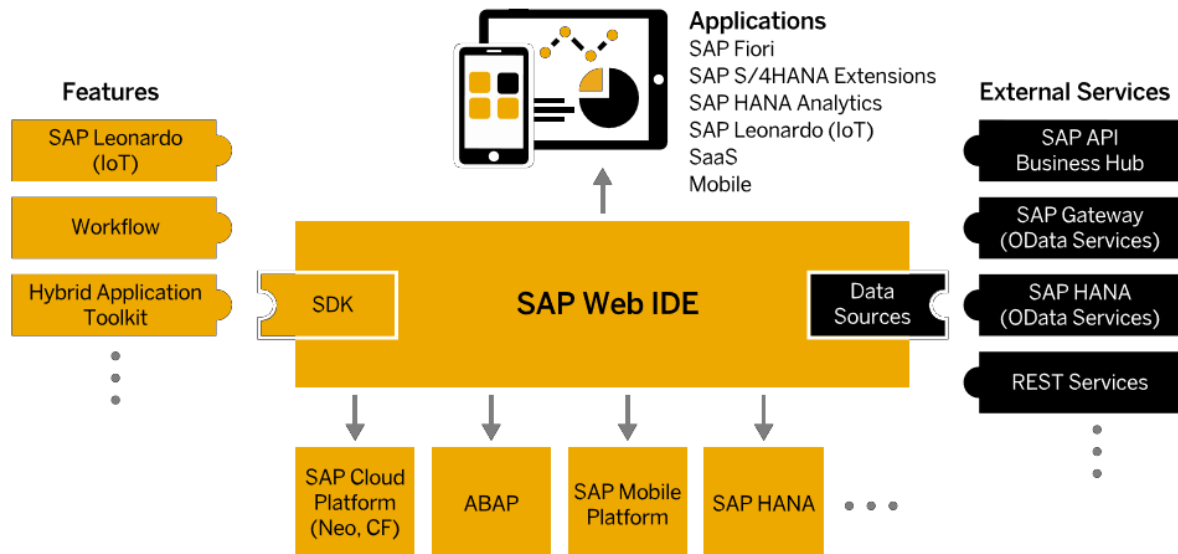 Applications
SAP Fiori
SAP S/4HANA Extensions
SAP HANA Analytics
SAP Leonardo (IoT)
SaaS
Mobile
Features
SAP Leonardo
(IoT)
Workflow
Hybrid Application
Toolkit
SDK
SAP Web IDE
Data
Sources
External Services
SAP API
Business Hub
SAP Gateway
(OData Services)
SAP HANA
(OData Services)
REST Services
SAP Cloud
Platform
(Neo, CF)
ABAP
SAP Mobile
Platform
SAP HANA